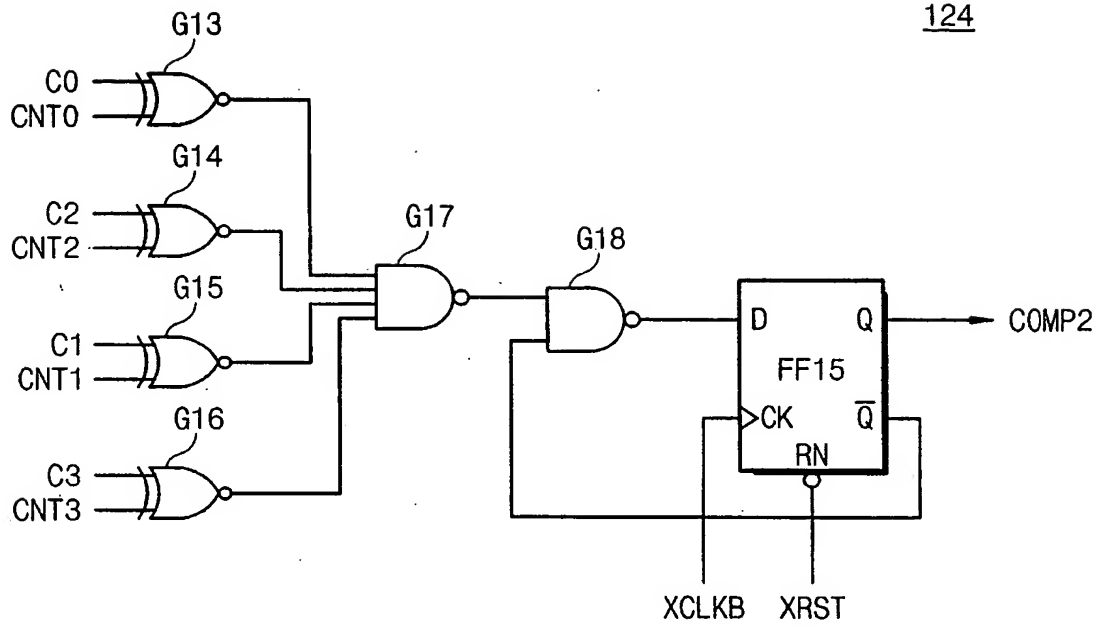 124
G13
C0
CNT0
G14
C2
CNT2
G17
G18
G15
C1
CNT1
D
Q
COMP2
FF15
G16
CK
Q̅
C3
CNT3
RN
XCLKB
XRST